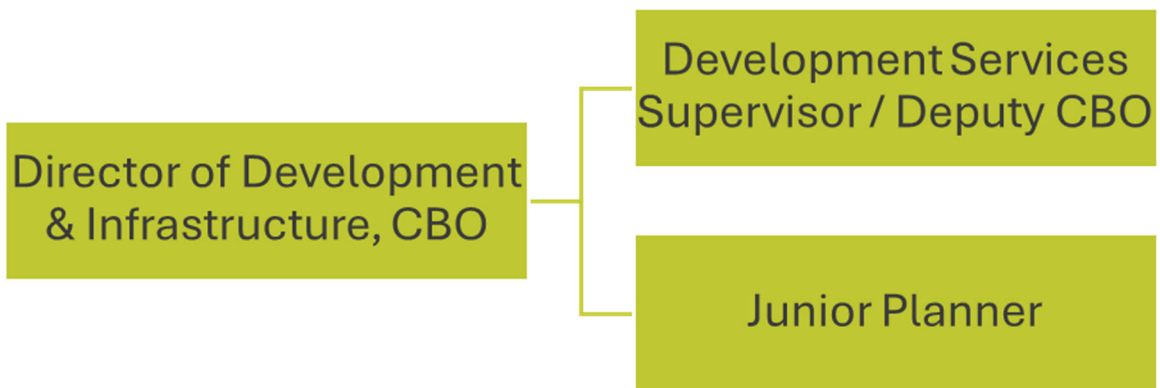 Director of Development
& Infrastructure, CBO
Development Services
Supervisor / Deputy CBO
Junior Planner